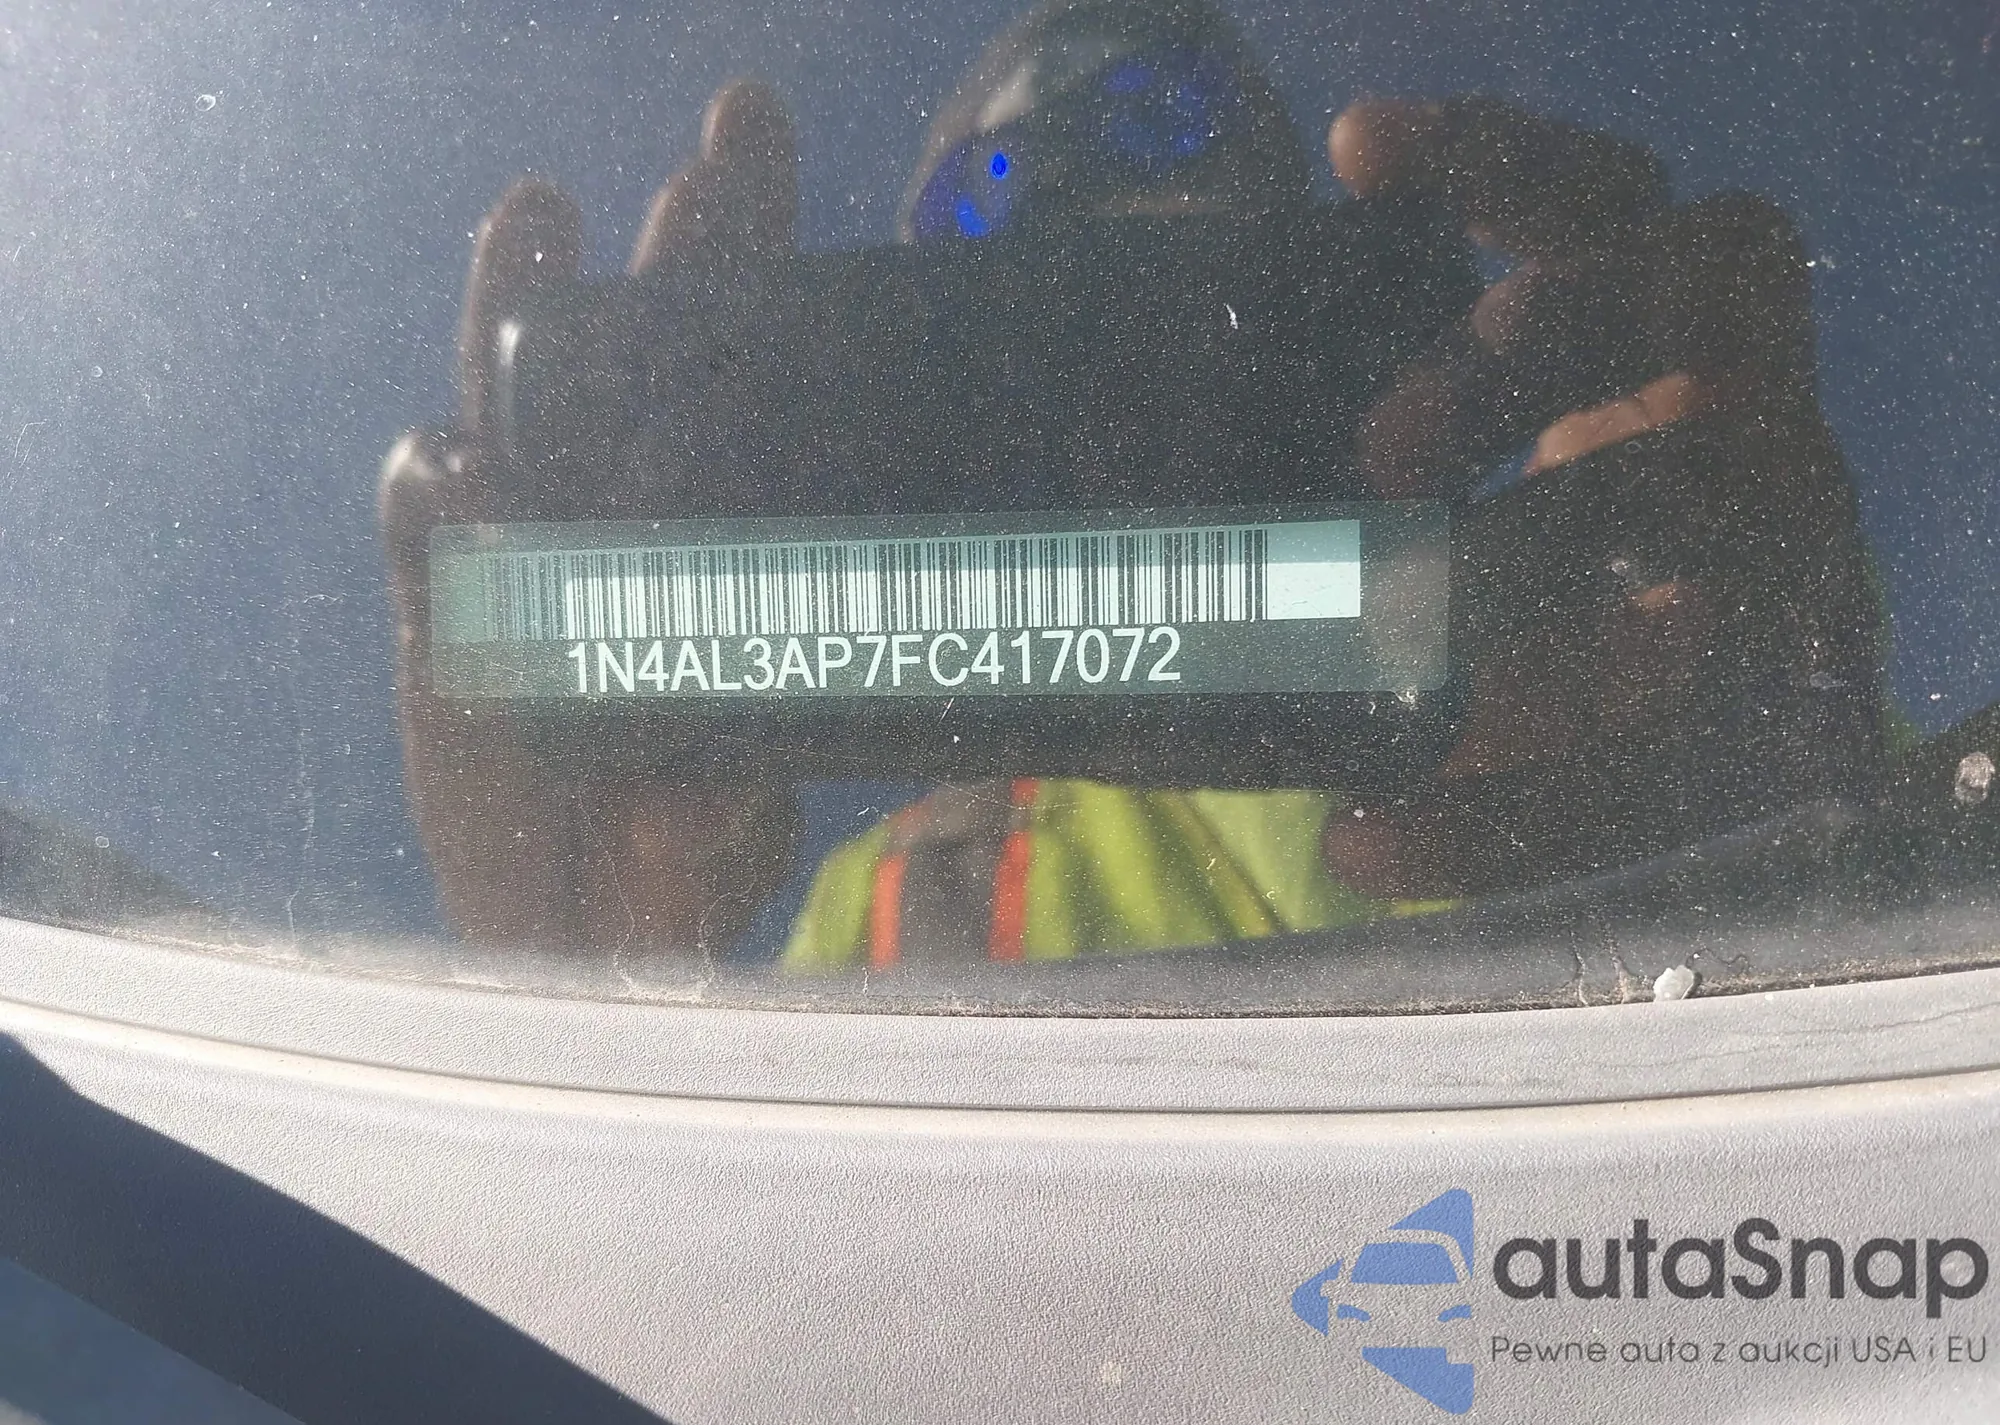 1N4AL3AP7FC417072
autaSnap
Pewne auta z aukcji USA i EU